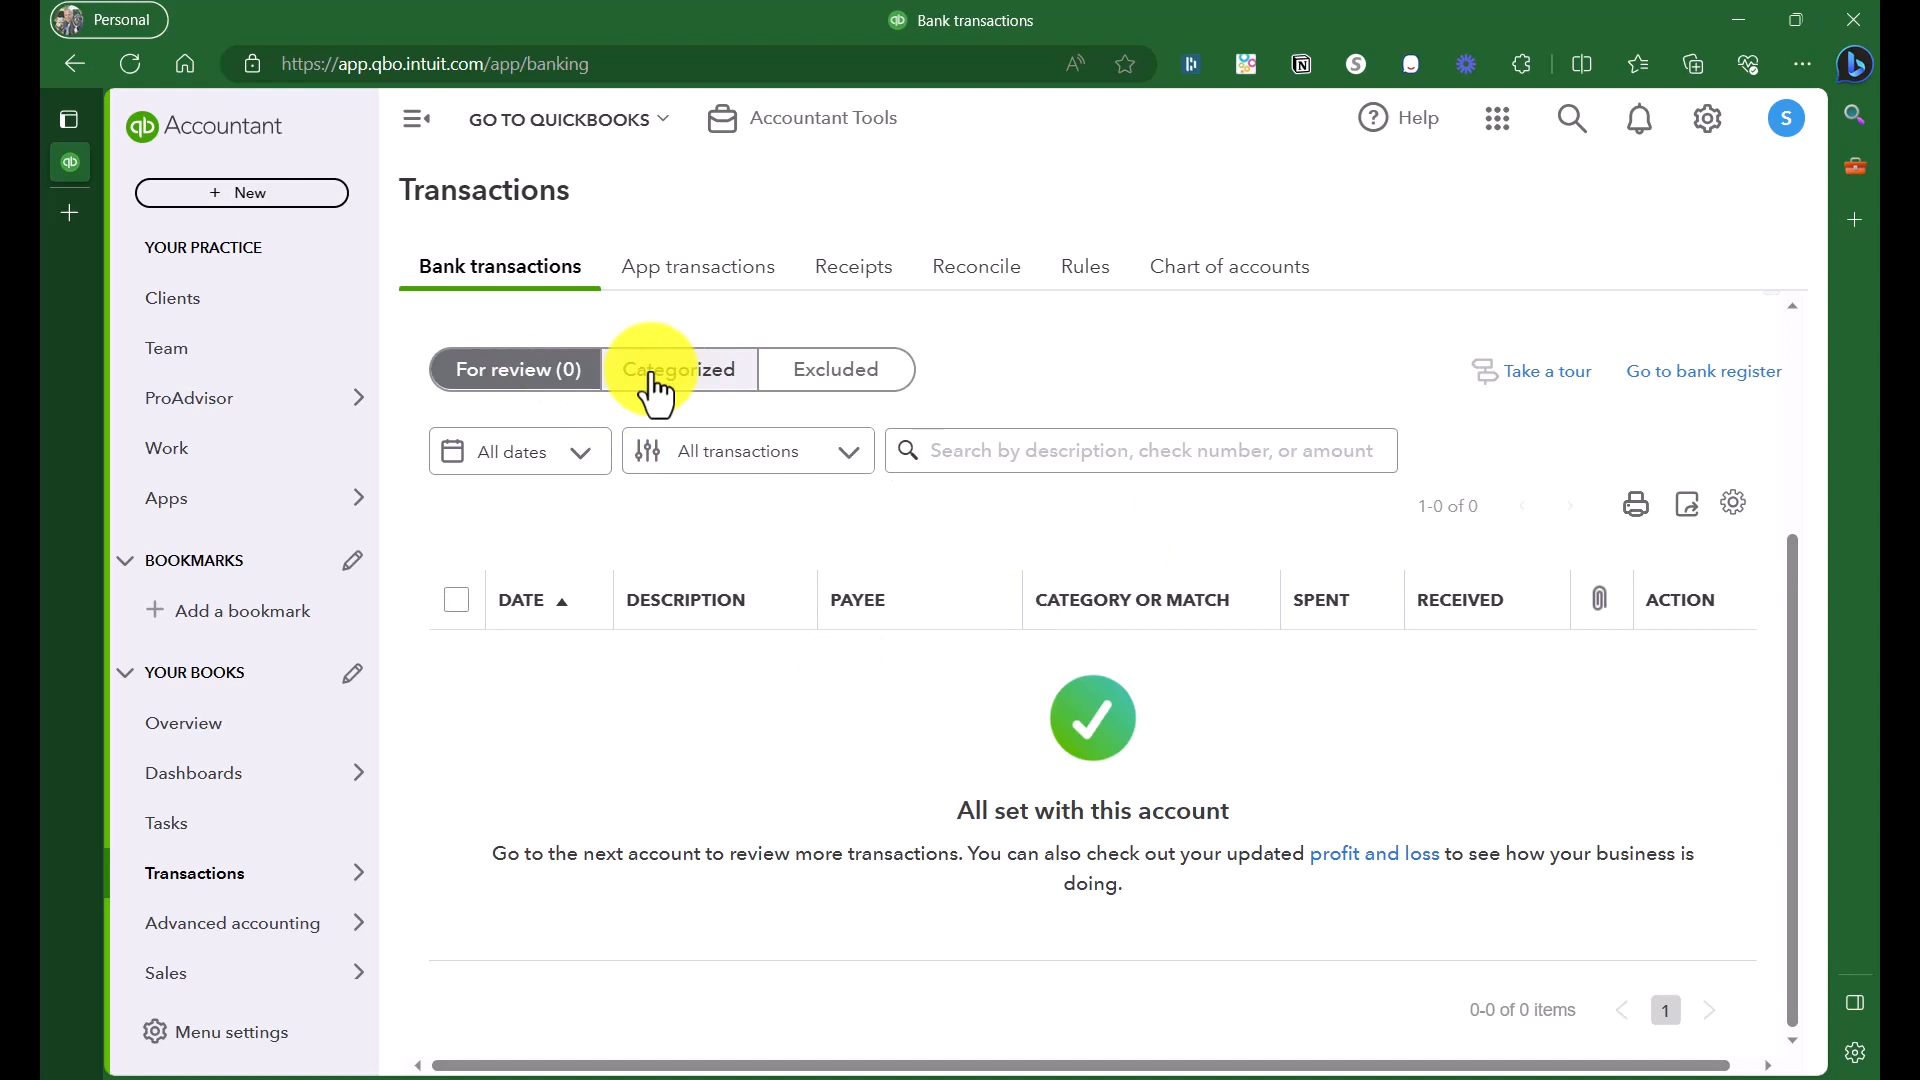 Personal
Bank transactions
https://app.qbo.intuit.com/app/banking
qb Accountant
GO TO QUICKBOOKS
Accountant Tools
? Help
S
+ New
Transactions
YOUR PRACTICE
Bank transactions App transactions Receipts Reconcile Rules Chart of accounts
Clients
Team
For review (0) Categorized Excluded
Take a tour Go to bank register
ProAdvisor
Work
All dates All transactions Search by description, check number, or amount
Apps
1-0 of 0
BOOKMARKS
+ Add a bookmark
DATE DESCRIPTION PAYEE CATEGORY OR MATCH SPENT RECEIVED ACTION
YOUR BOOKS
Overview
Dashboards
Tasks
Transactions
Advanced accounting
Sales
Menu settings
All set with this account
Go to the next account to review more transactions. You can also check out your updated profit and loss to see how your business is
doing.
0-0 of 0 items 1